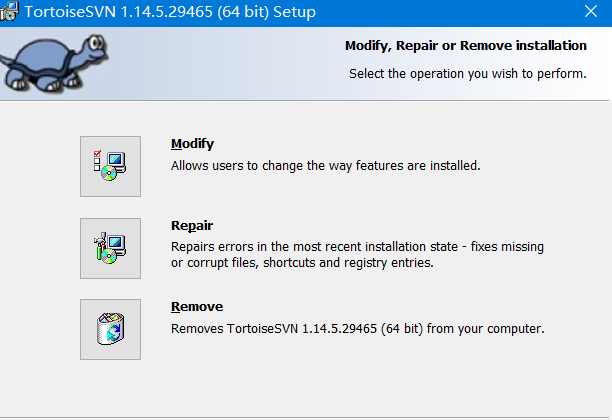 TortoiseSVN 1.14.5.29465 (64 bit) Setup
Modify, Repair or Remove installation
Select the operation you wish to perform.
Modify
Allows users to change the way features are installed.
Repair
Repairs errors in the most recent installation state - fixes missing
or corrupt files, shortcuts and registry entries.
Remove
Removes TortoiseSVN 1.14.5.29465 (64 bit) from your computer.